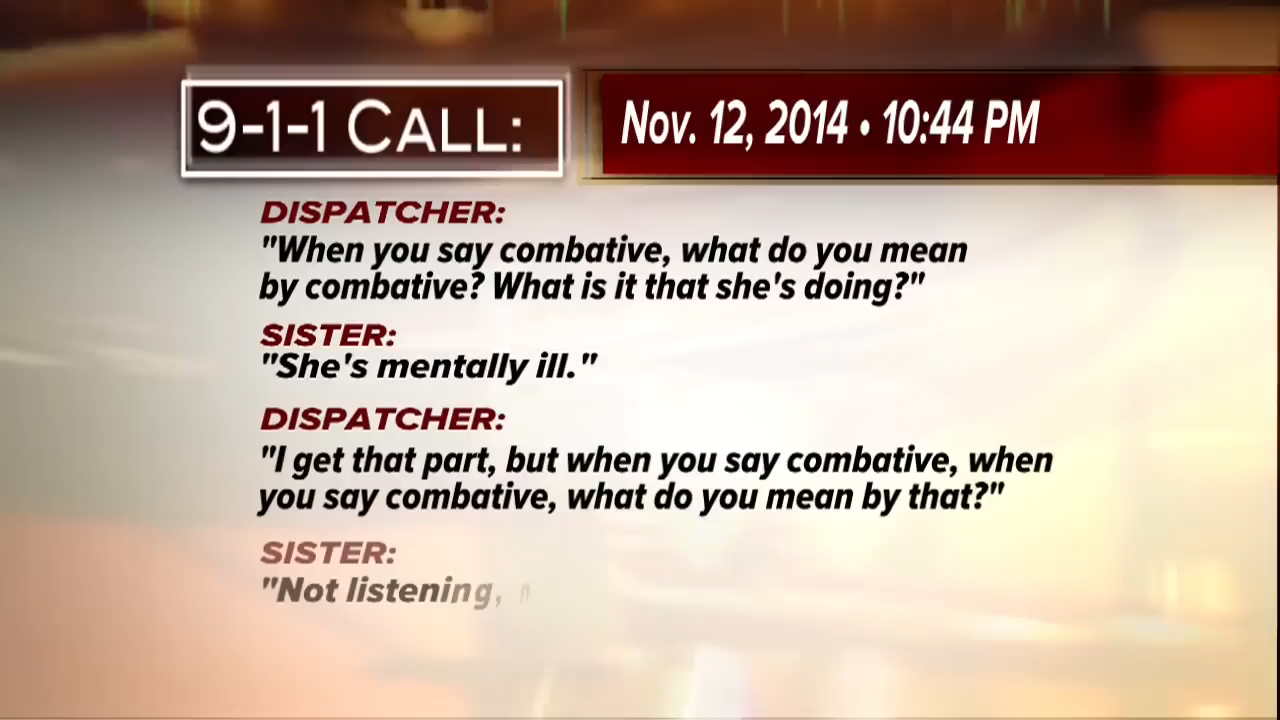 9-1-1 CALL:
Nov. 12, 2014 • 10:44 PM
DISPATCHER:
"When you say combative, what do you mean
by combative? What is it that she's doing?"
SISTER:
"She's mentally ill."
DISPATCHER:
"I get that part, but when you say combative, when
you say combative, what do you mean by that?"
SISTER:
"Not listening,